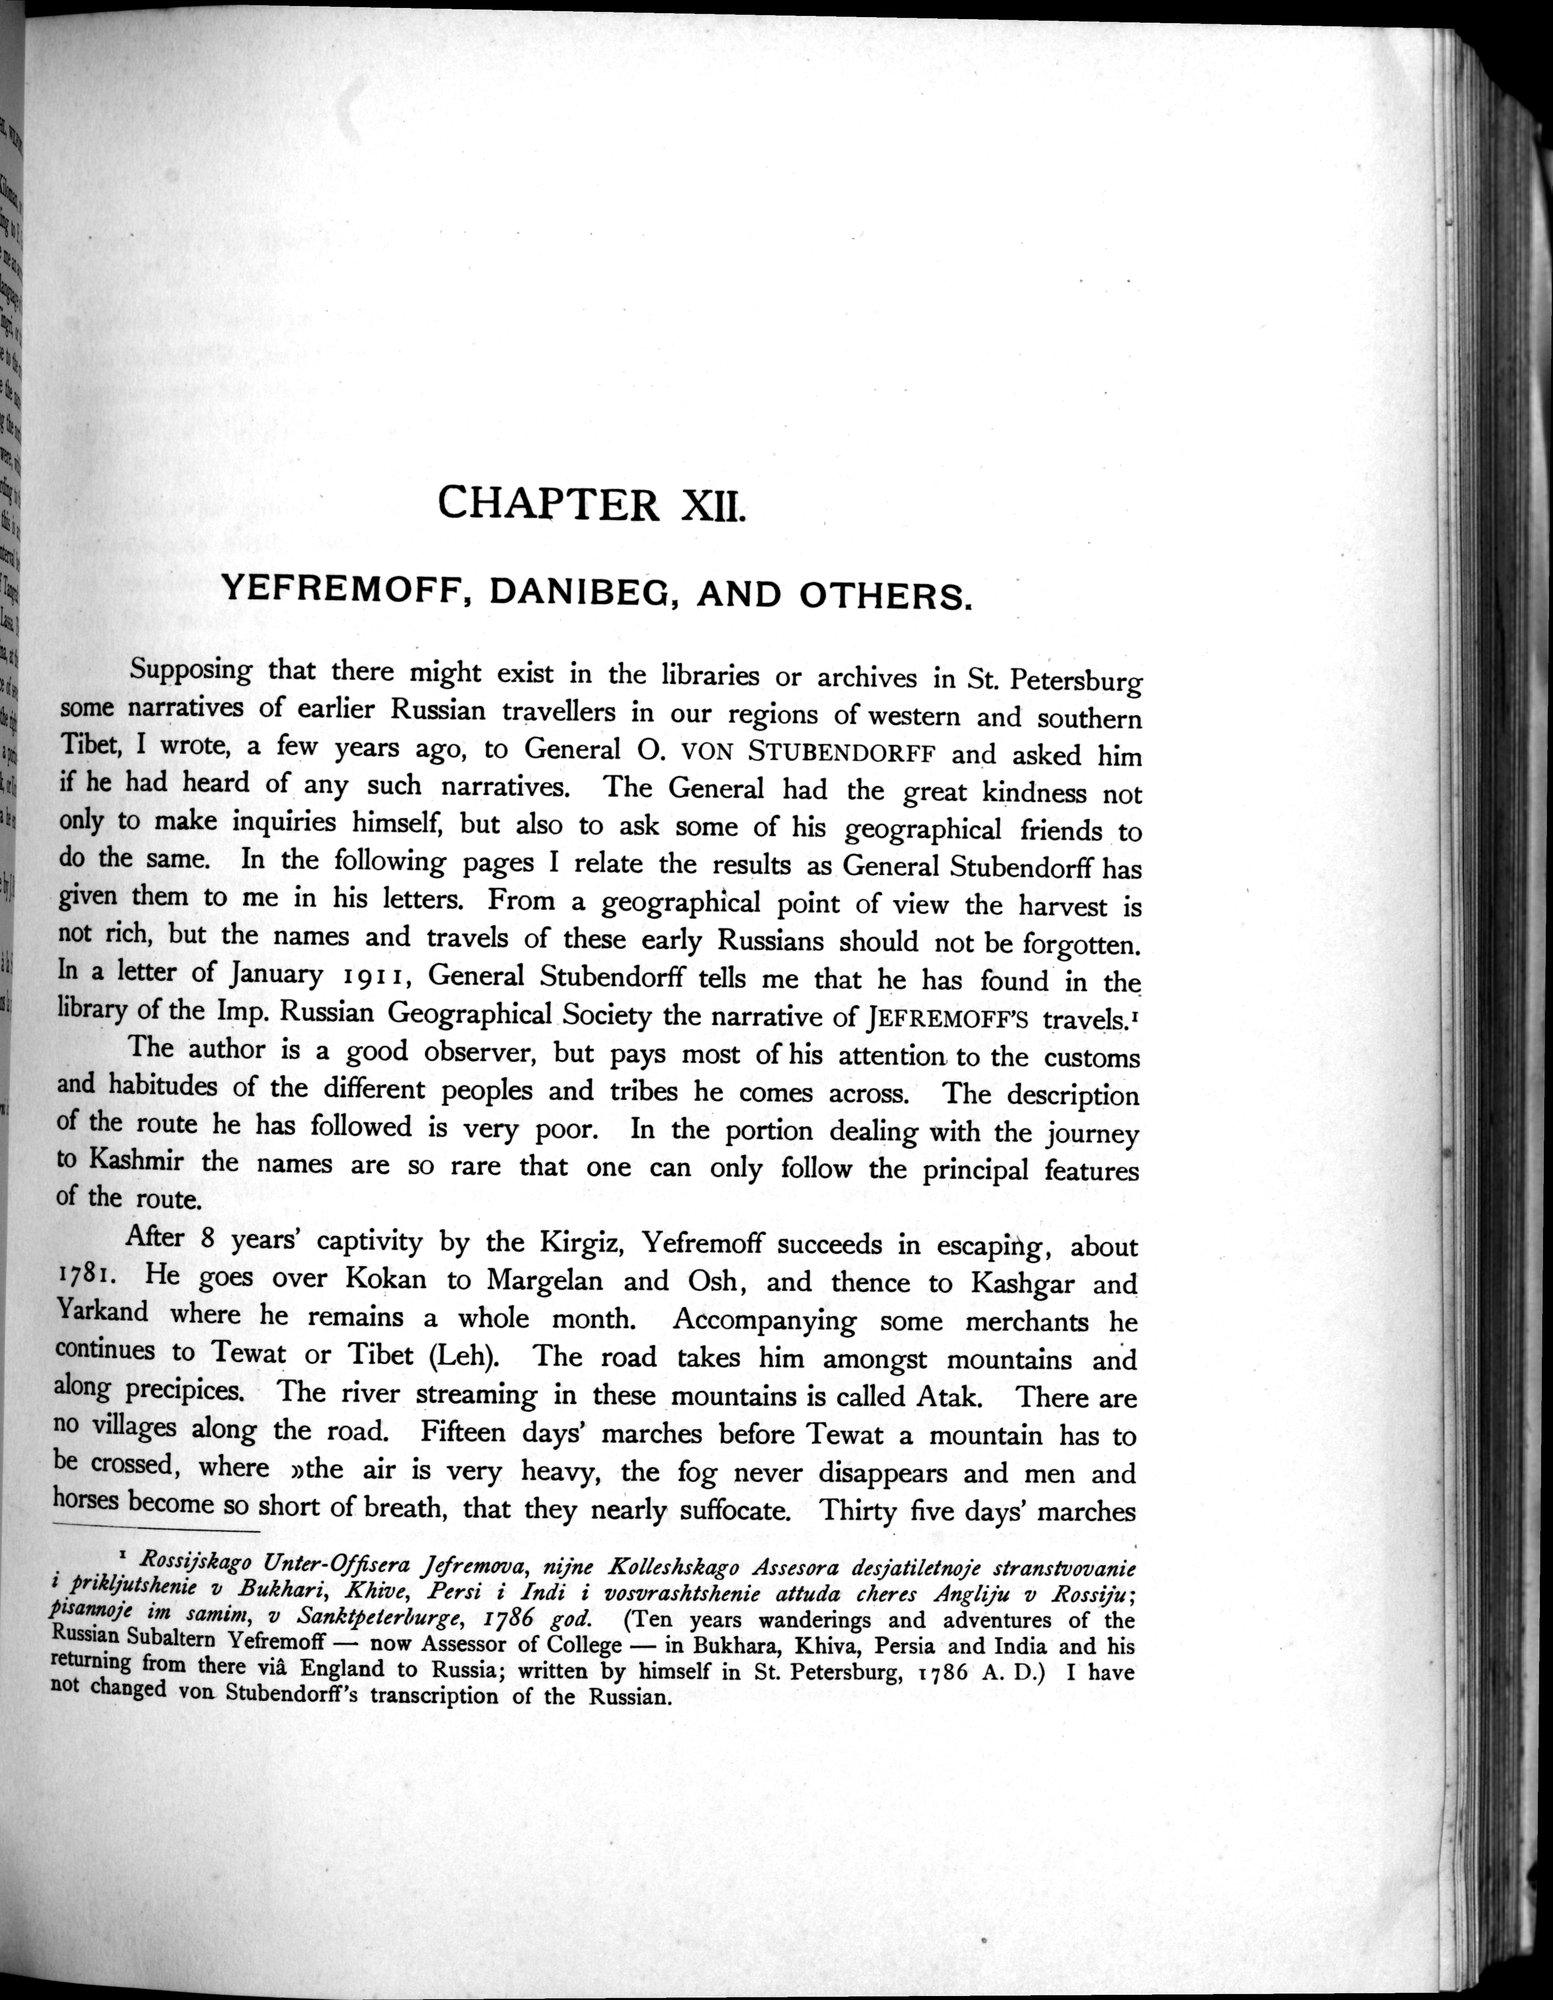 CHAPTER XII.
YEFREMOFF, DANIBEG, AND OTHERS.
Supposing that there might exist in the libraries or archives in St. Petersburg
some narratives of earlier Russian travellers in our regions of western and southern
Tibet, I wrote, a few years ago, to General O. VON STUBENDORFF and asked him
if he had heard of any such narratives. The General had the great kindness not
only to make inquiries himself, but also to ask some of his geographical friends to
do the same. In the following pages I relate the results as General Stubendorff has
given them to me in his letters. From a geographical point of view the harvest is
not rich, but the names and travels of these early Russians should not be forgotten.
In a letter of January 1911, General Stubendorff tells me that he has found in the
library of the Imp. Russian Geographical Society the narrative of JEFREMOFF'S travels.¹
The author is a good observer, but pays most of his attention to the customs
and habitudes of the different peoples and tribes he comes across. The description
of the route he has followed is very poor. In the portion dealing with the journey
to Kashmir the names are so rare that one can only follow the principal features
of the route.
After 8 years' captivity by the Kirgiz, Yefremoff succeeds in escaping, about
1781. He goes over Kokan to Margelan and Osh, and thence to Kashgar and
Yarkand where he remains a whole month. Accompanying some merchants he
continues to Tewat or Tibet (Leh). The road takes him amongst mountains and
along precipices. The river streaming in these mountains is called Atak. There are
no villages along the road. Fifteen days' marches before Tewat a mountain has to
be crossed, where »the air is very heavy, the fog never disappears and men and
horses become so short of breath, that they nearly suffocate. Thirty five days' marches
¹ Rossijskago Unter-Offisera Jefremova, nijne Kolleshskago Assesora desjatiletnoje stranstvovanie
i prikljutshenie v Bukhari, Khive, Persi i Indi i vosvrashtshenie attuda cheres Angliju v Rossiju;
pisannoje im samim, v Sanktpeterburge, 1786 god. (Ten years wanderings and adventures of the
Russian Subaltern Yefremoff — now Assessor of College — in Bukhara, Khiva, Persia and India and his
returning from there viâ England to Russia; written by himself in St. Petersburg, 1786 A. D.) I have
not changed von Stubendorff's transcription of the Russian.